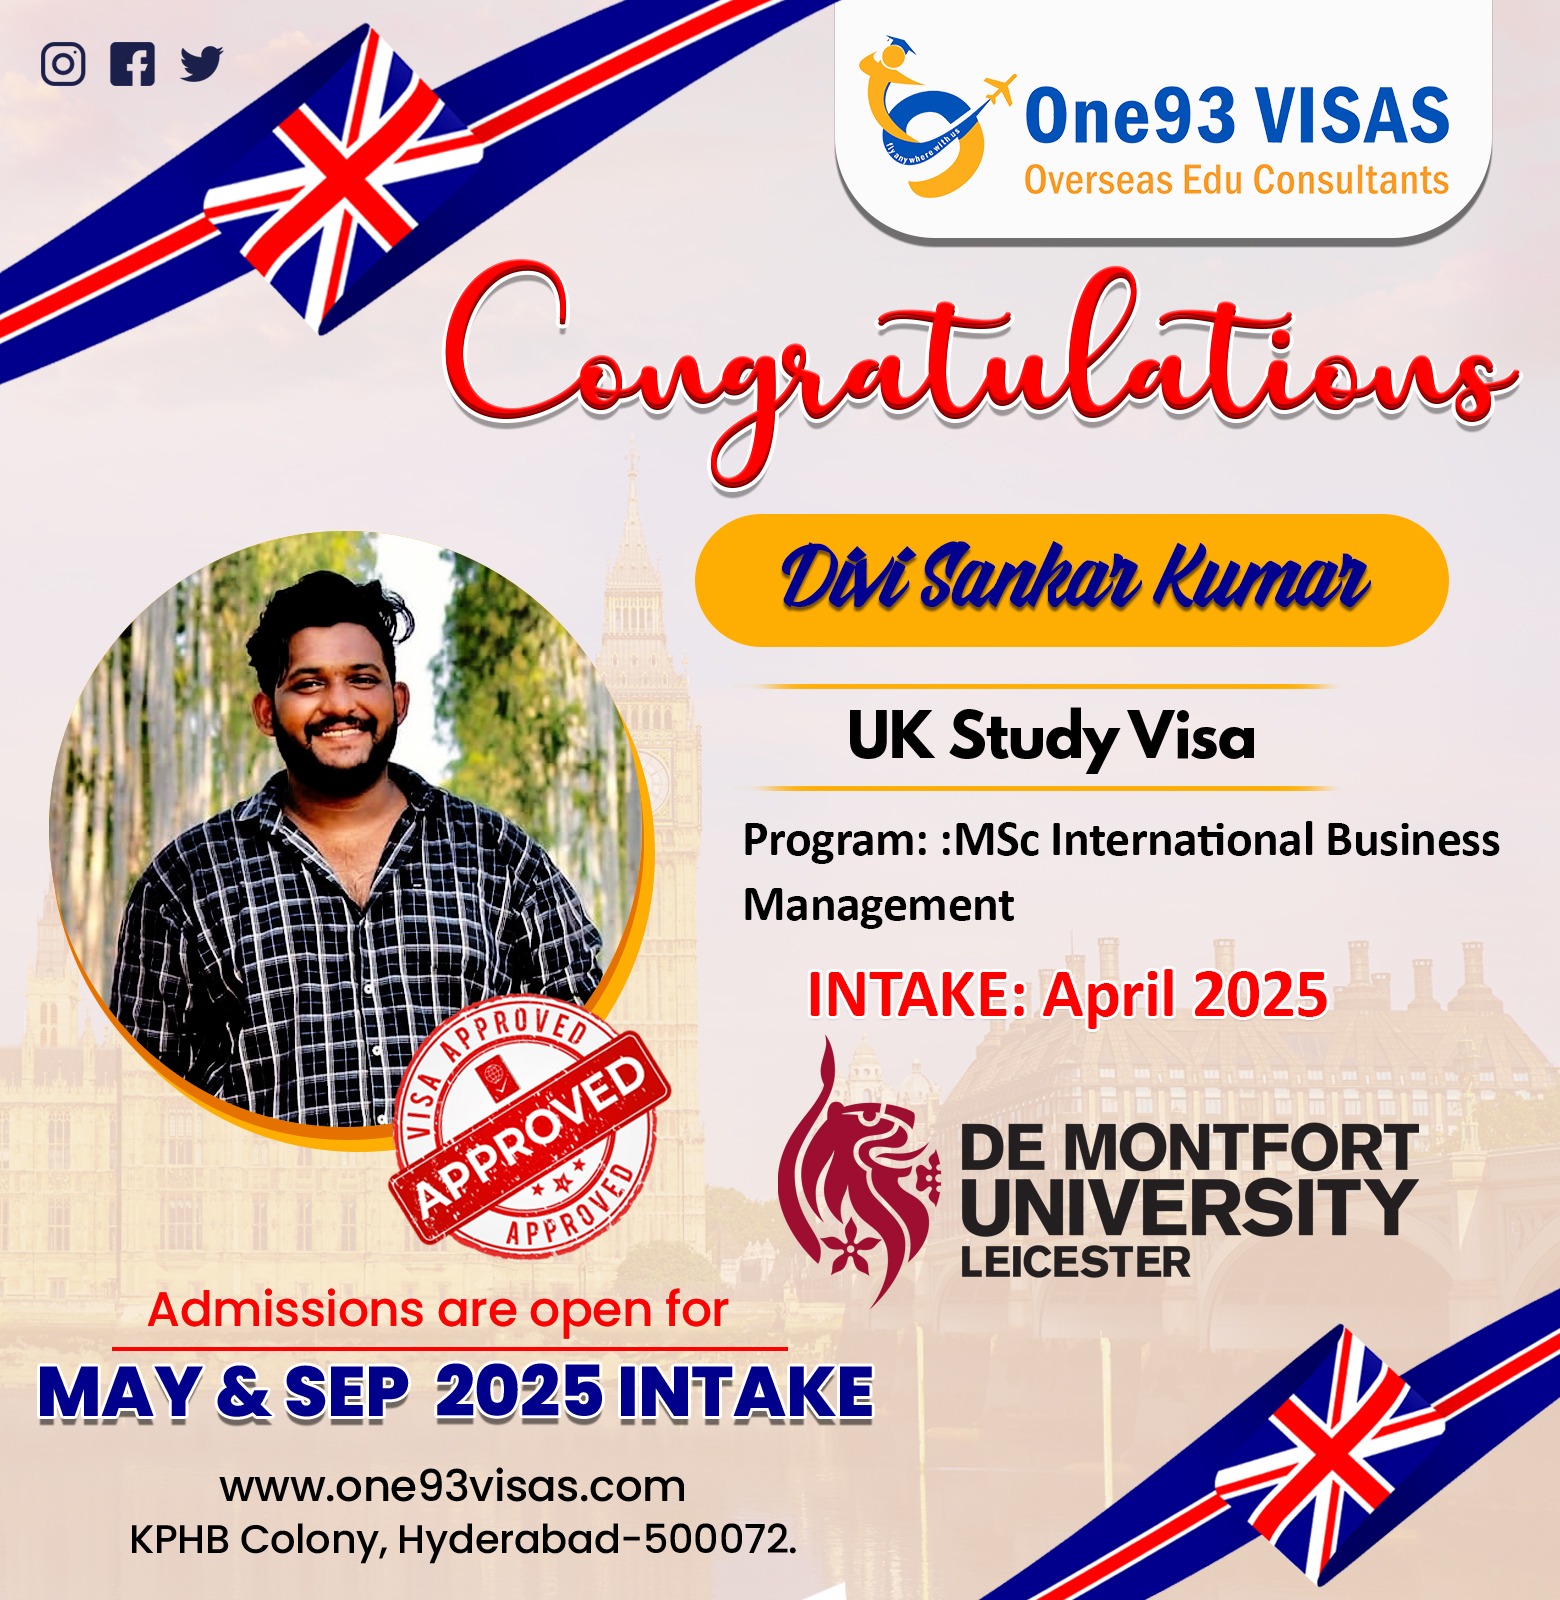 One93 VISAS
Overseas Edu Consultants
fly anywhere with us
Congratulations
Divi Sankar Kumar
UK Study Visa
Program: :MSc International Business
Management
INTAKE: April 2025
VISA APPROVED
APPROVED
APPROVED
DE MONTFORT
UNIVERSITY
LEICESTER
Admissions are open for
MAY & SEP 2025 INTAKE
www.one93visas.com
KPHB Colony, Hyderabad-500072.